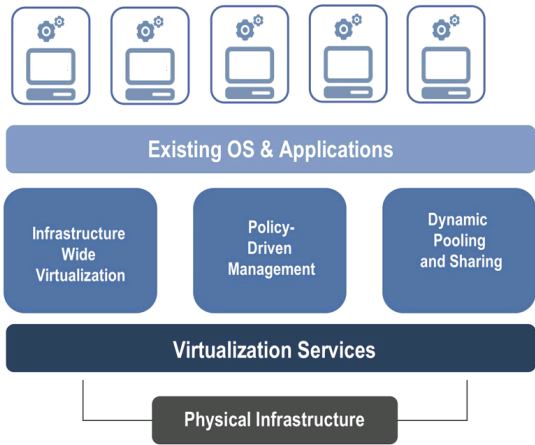 Existing OS & Applications
Infrastructure
Wide
Virtualization
Policy-
Driven
Management
Dynamic
Pooling
and Sharing
Virtualization Services
Physical Infrastructure